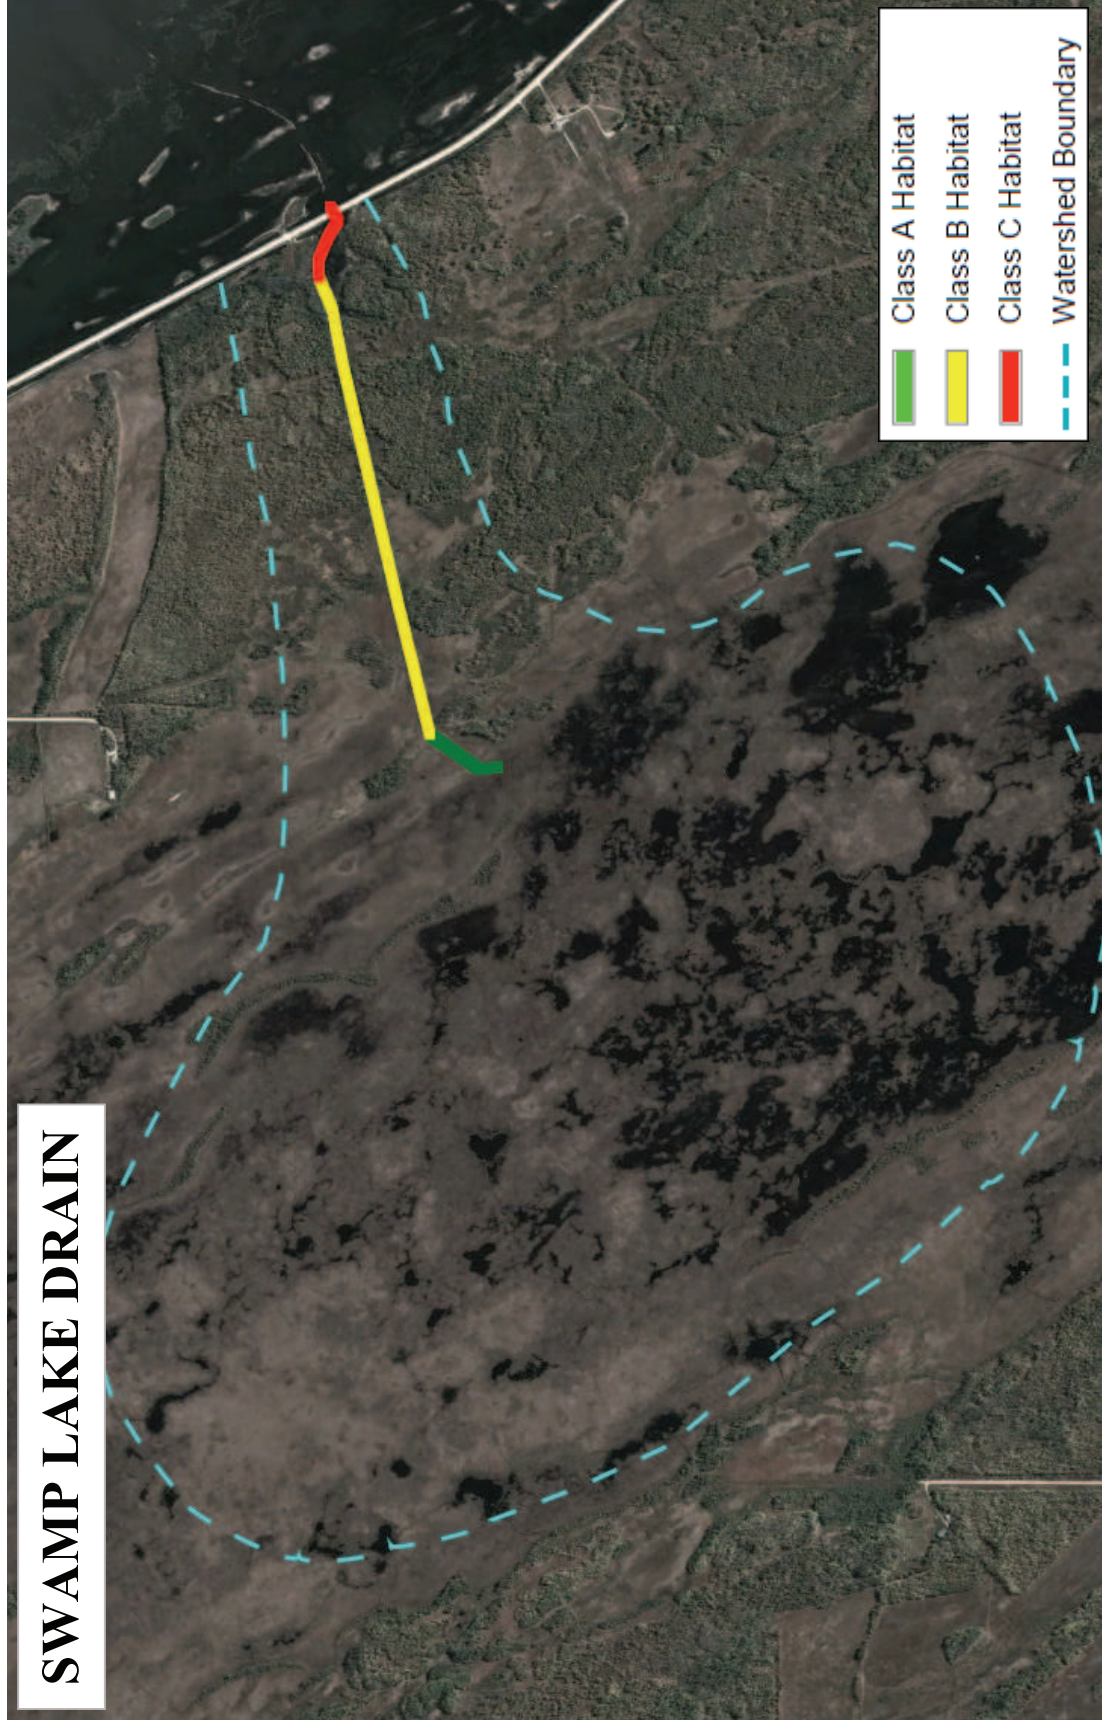 SWAMP LAKE DRAIN
Class A Habitat
Class B Habitat
Class C Habitat
Watershed Boundary